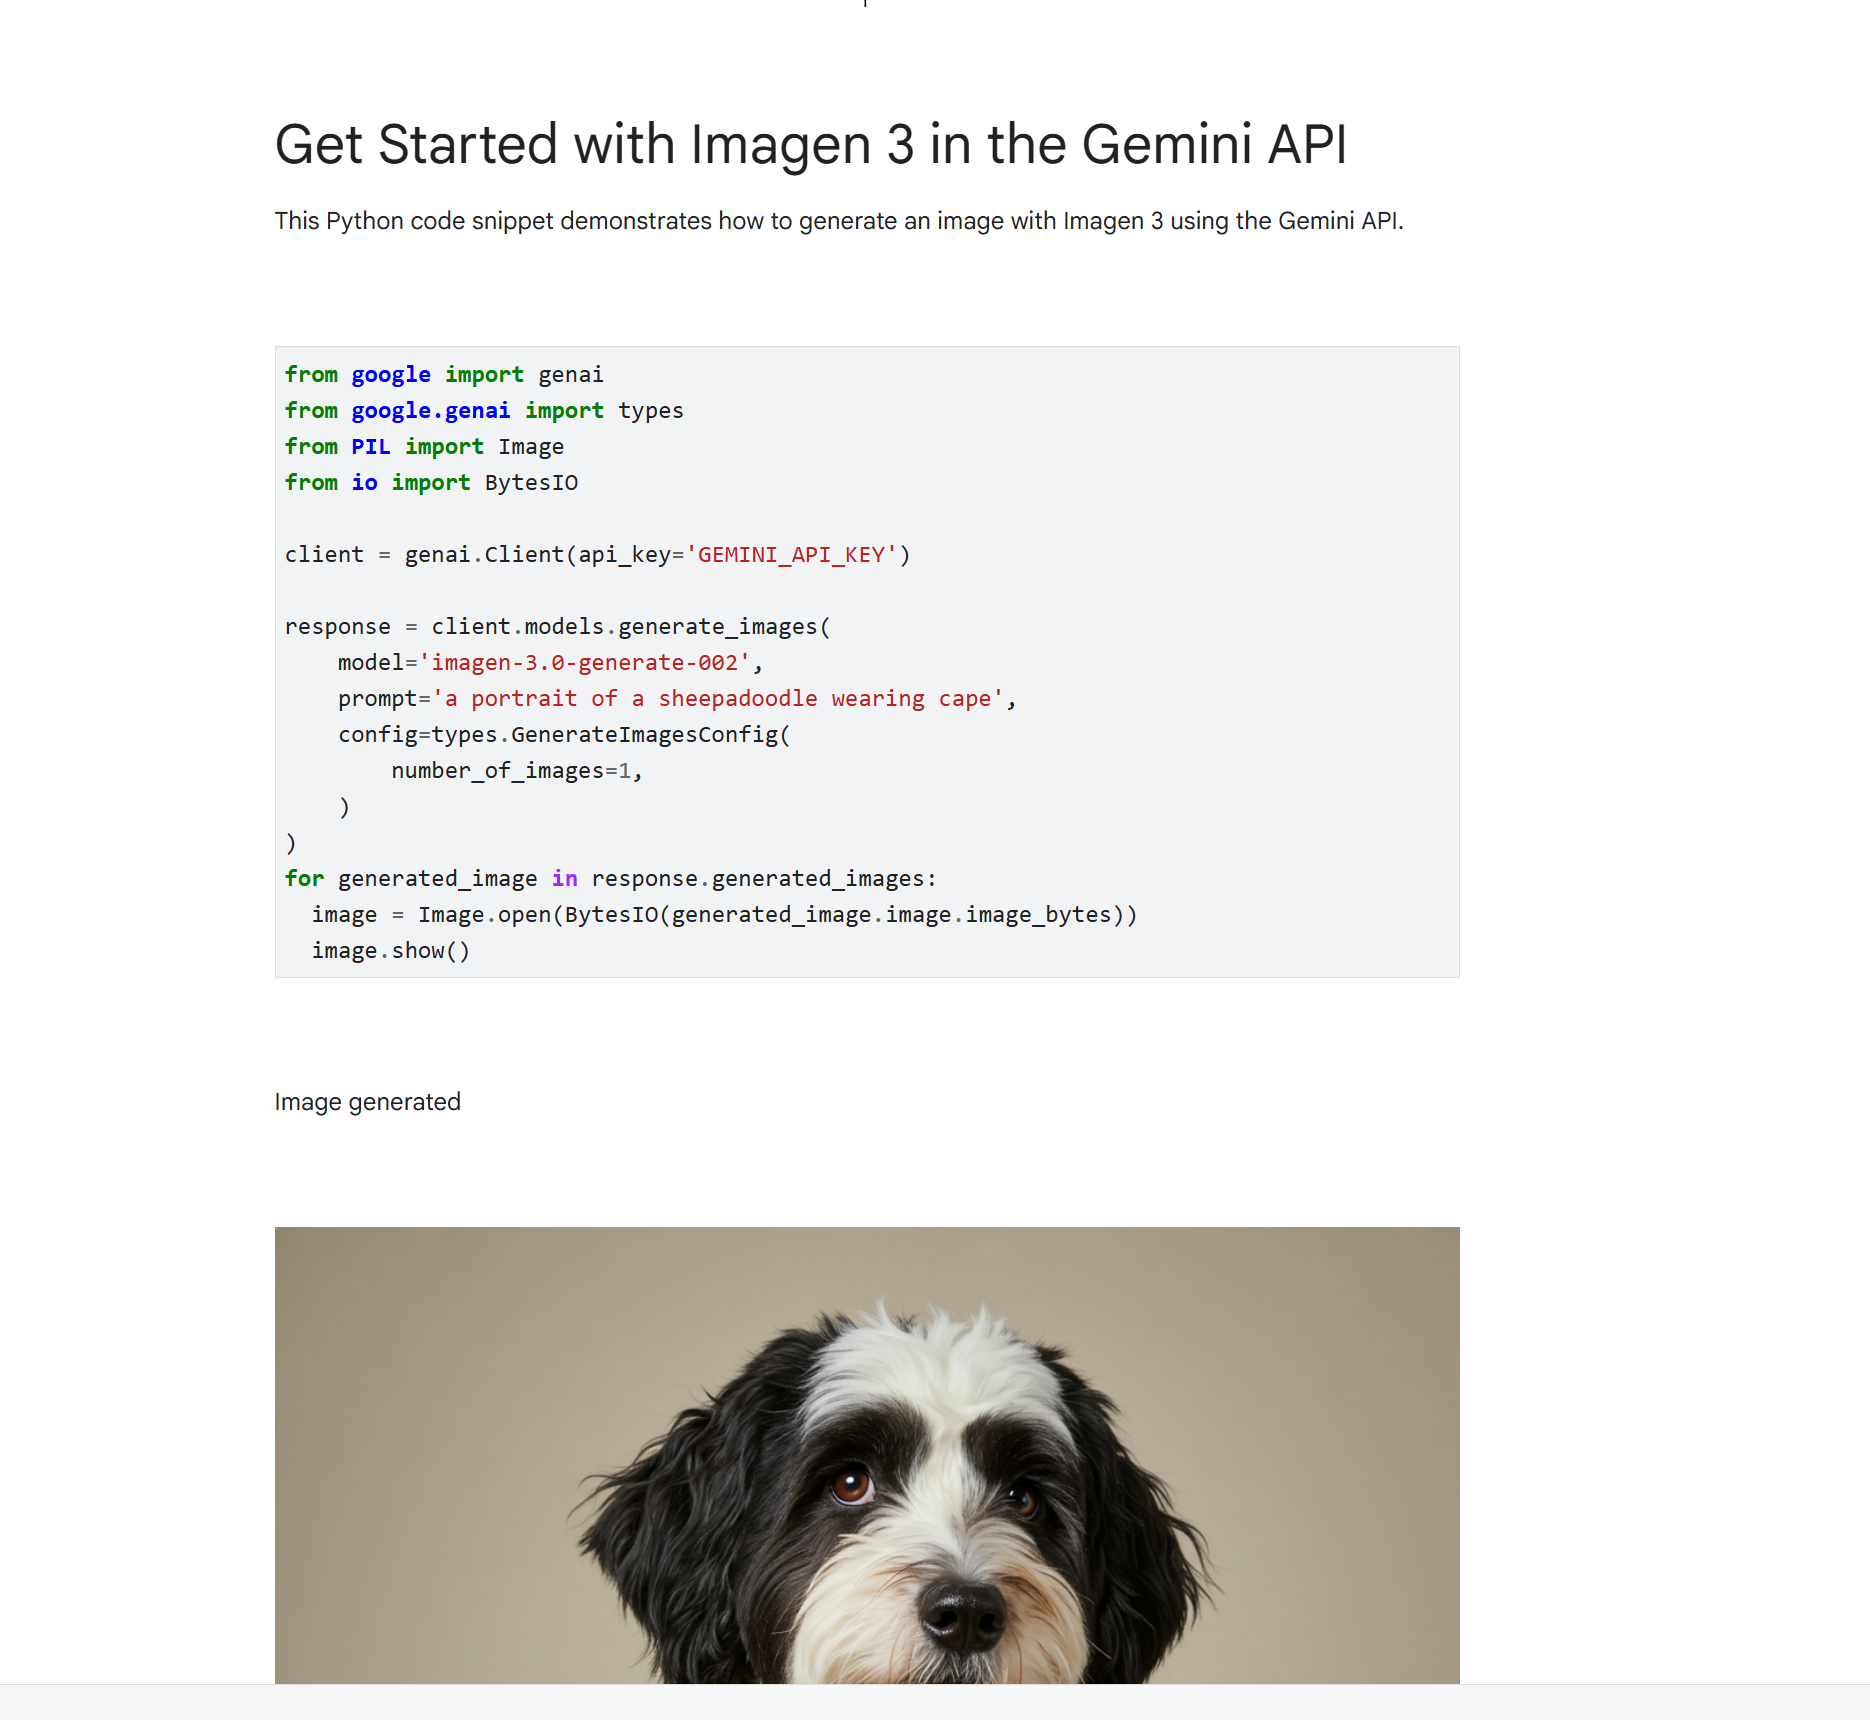 Get Started with Imagen 3 in the Gemini API
This Python code snippet demonstrates how to generate an image with Imagen 3 using the Gemini API.
from google import genai
from google.genai import types
from PIL import Image
from io import BytesIO

client = genai.Client(api_key='GEMINI_API_KEY')

response = client.models.generate_images(
    model='imagen-3.0-generate-002',
    prompt='a portrait of a sheepadoodle wearing cape',
    config=types.GenerateImagesConfig(
        number_of_images=1,
    )
)
for generated_image in response.generated_images:
  image = Image.open(BytesIO(generated_image.image.image_bytes))
  image.show()
Image generated